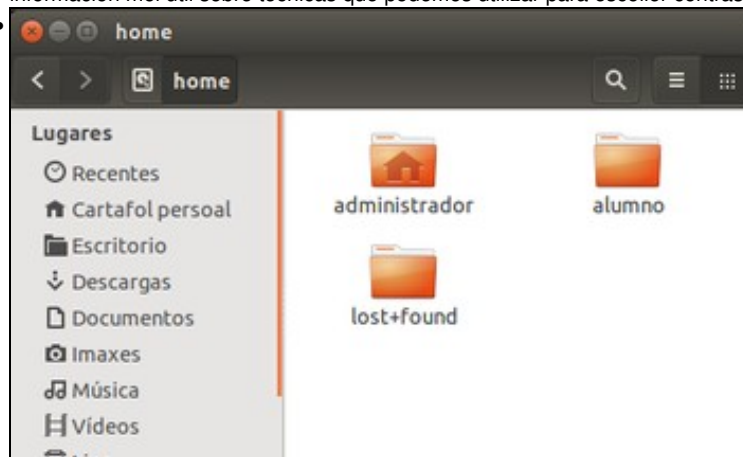 home
home
Lugares
Recentes
Cartafol persoal
Escritorio
Descargas
Documentos
Imaxes
Música
Vídeos
administrador
alumno
lost+found